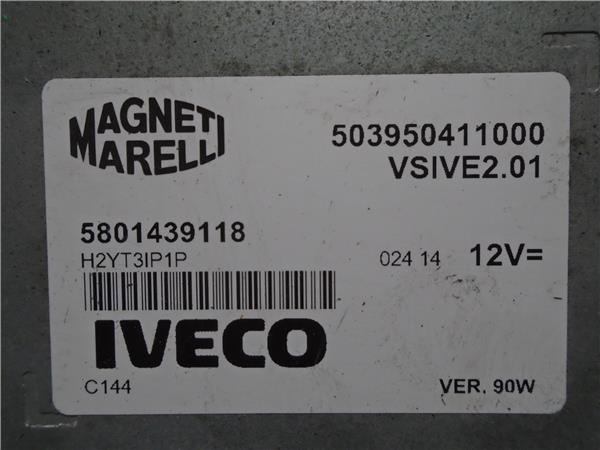 MAGNETI
MARELLI
503950411000
VSIVE2.01
5801439118
H2YT3IP1P
024 14
12V=
IVECO
C144
VER. 90W